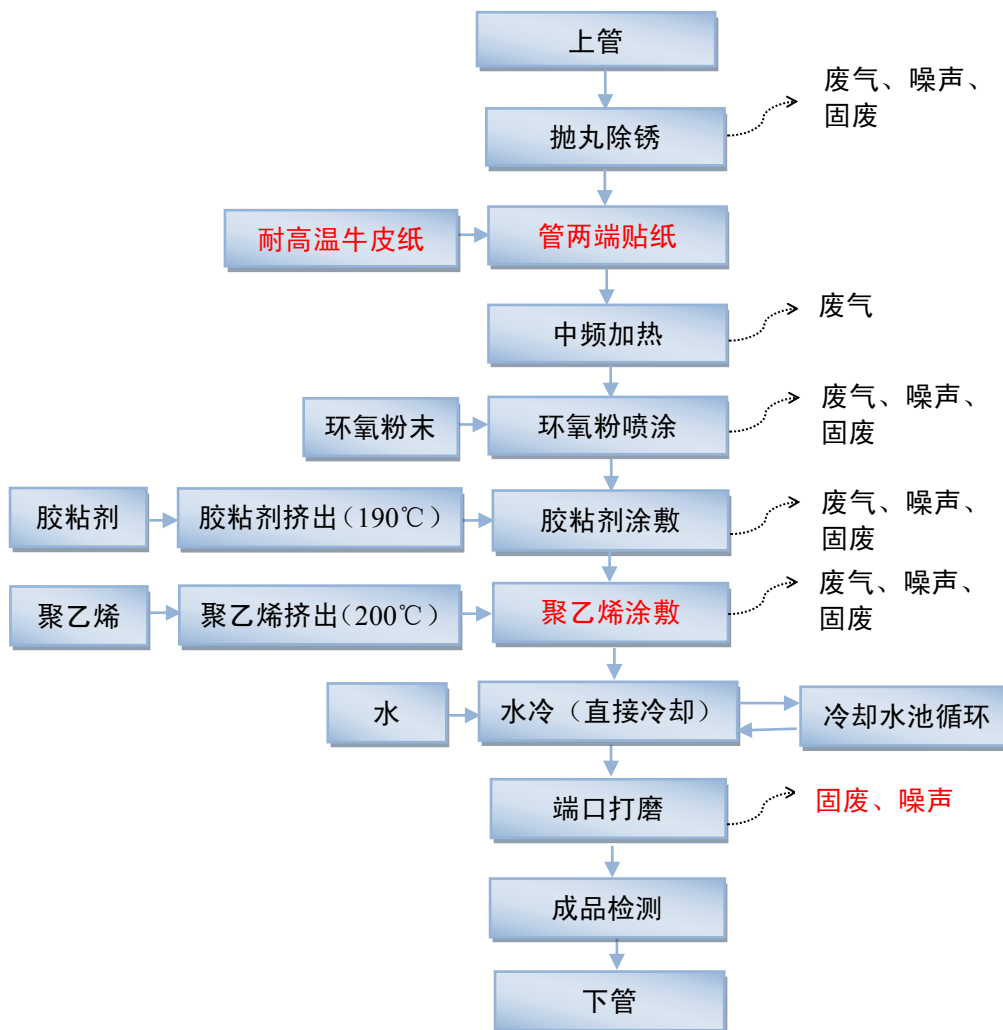 上管
废气、噪声、
固废
抛丸除锈
耐高温牛皮纸
管两端贴纸
废气
中频加热
环氧粉末
环氧粉喷涂
废气、噪声、
固废
胶粘剂
胶粘剂挤出（190℃）
胶粘剂涂敷
废气、噪声、
固废
聚乙烯
聚乙烯挤出（200℃）
聚乙烯涂敷
废气、噪声、
固废
水
水冷（直接冷却）
冷却水池循环
端口打磨
固废、噪声
成品检测
下管